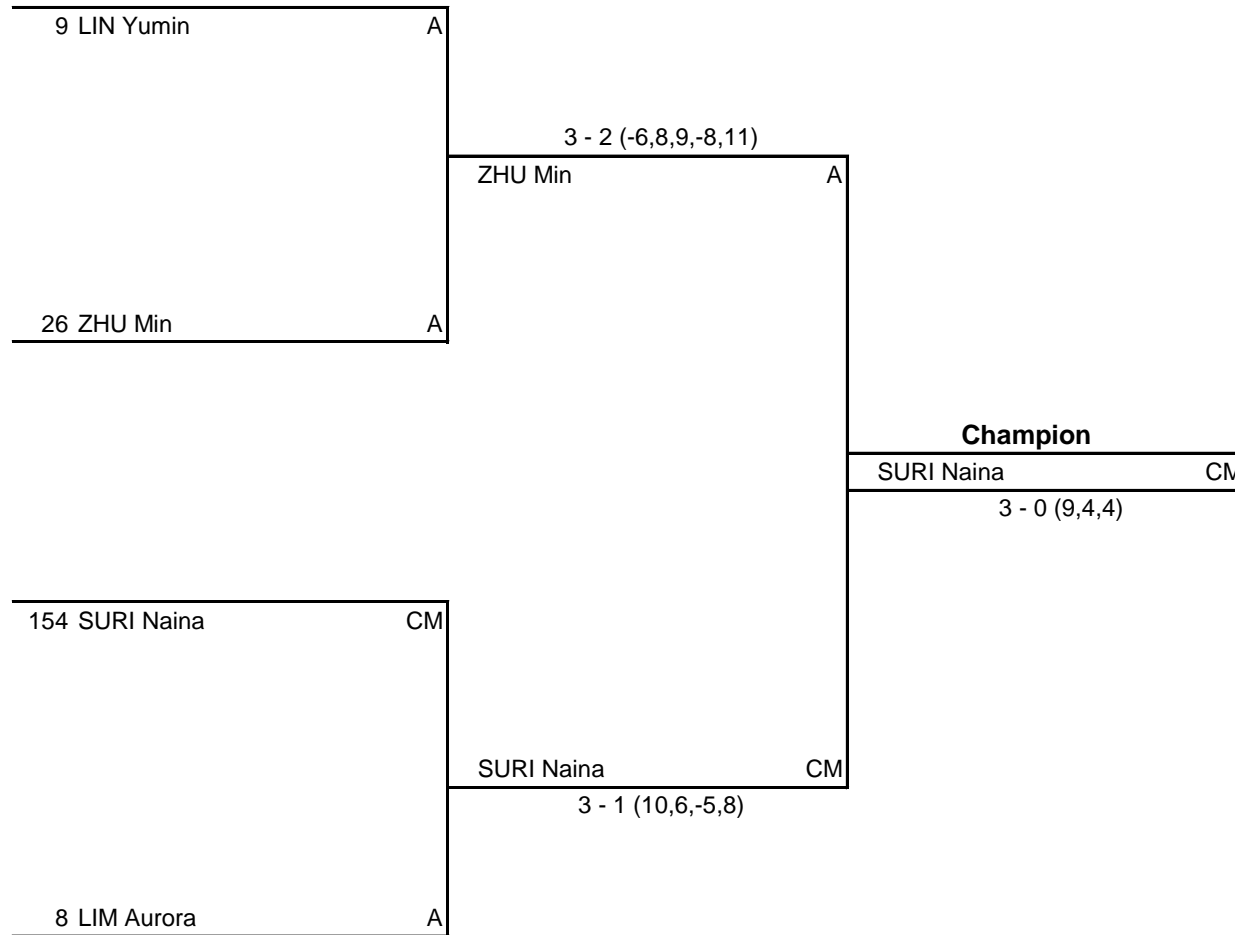 9 LIN Yumin A
3 - 2 (-6,8,9,-8,11)
ZHU Min A
26 ZHU Min A
Champion
SURI Naina CM
3 - 0 (9,4,4)
154 SURI Naina CM
SURI Naina CM
3 - 1 (10,6,-5,8)
8 LIM Aurora A